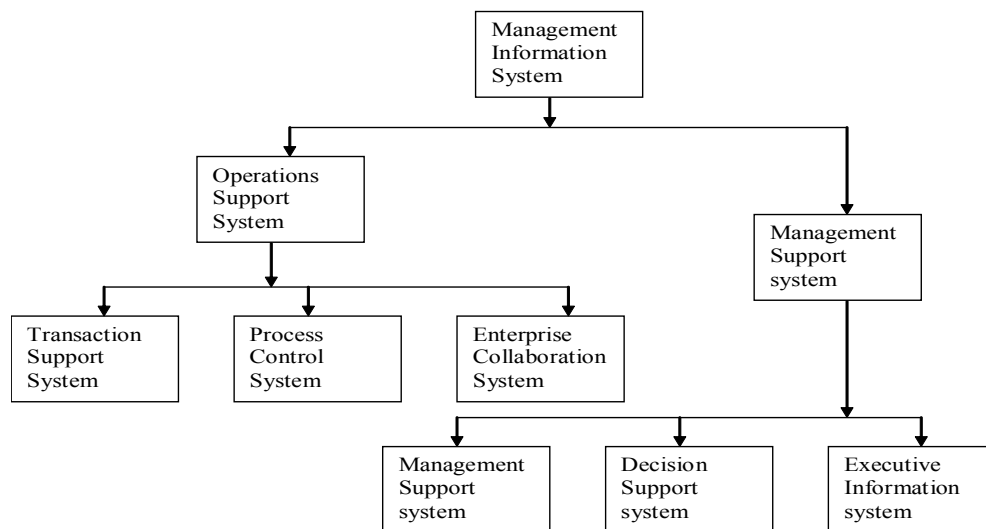 Management
Information
System
Operations
Support
System
Management
Support
system
Transaction
Support
System
Process
Control
System
Enterprise
Collaboration
System
Management
Support
system
Decision
Support
system
Executive
Information
system